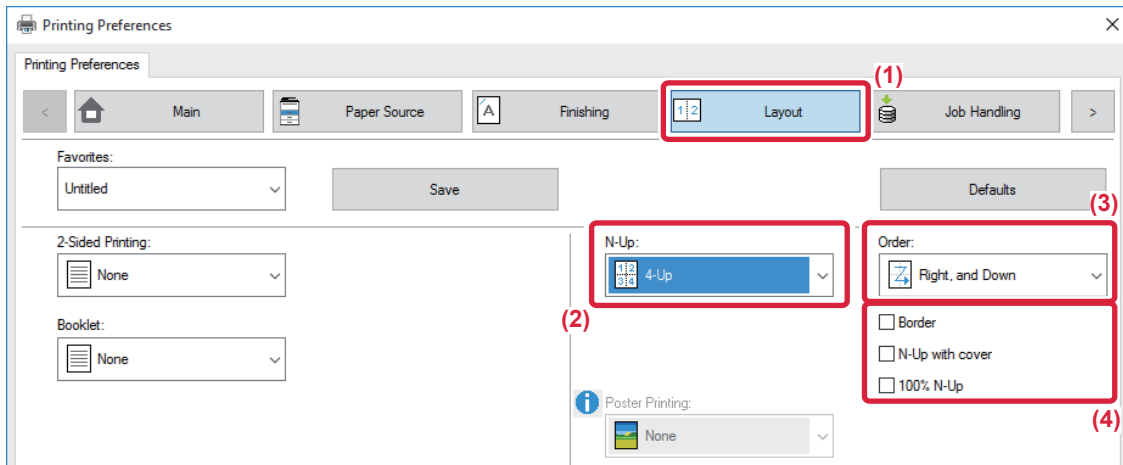 Printing Preferences
Printing Preferences
(1)
<
Main
Paper Source
Finishing
Layout
Job Handling
>
Favorites:
Untitled
Save
Defaults
(3)
2-Sided Printing:
None
N-Up:
4-Up
Order:
Right, and Down
(2)
Booklet:
None
Border
N-Up with cover
100% N-Up
(4)
Poster Printing:
None